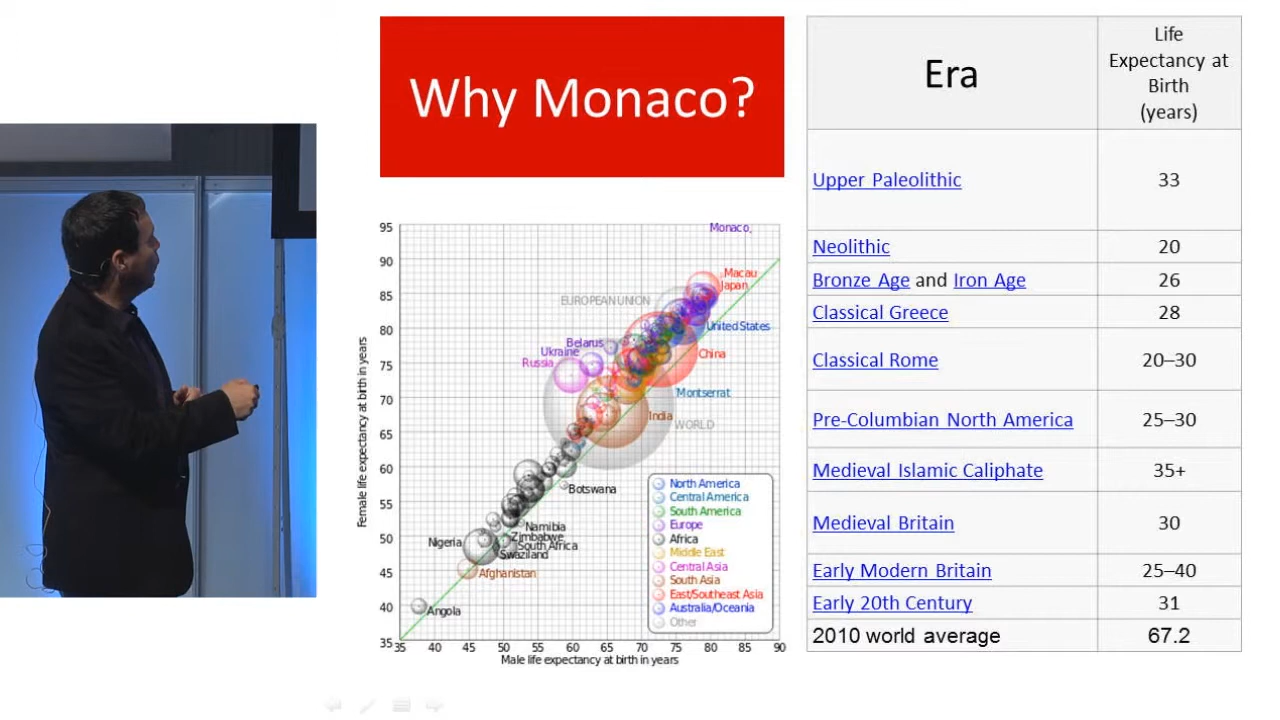 Why Monaco?
Era
Life
Expectancy at
Birth
(years)
Upper Paleolithic
33
Neolithic
20
Bronze Age and Iron Age
26
Classical Greece
28
Classical Rome
20–30
Pre-Columbian North America
25–30
Medieval Islamic Caliphate
35+
Medieval Britain
30
Early Modern Britain
25–40
Early 20th Century
31
2010 world average
67.2
Female life expectancy at birth in years
95
90
85
80
75
70
65
60
55
50
45
40
35
Monaco
Macau
Japan
EUROPEAN UNION
United States
Belarus
Ukraine
China
Russia
Montserrat
India
WORLD
Botswana
Namibia
Nigeria
Zimbabwe
South Africa
Swaziland
Afghanistan
Angola
North America
Central America
South America
Europe
Africa
Middle East
Central Asia
South Asia
East/Southeast Asia
Australia/Oceania
Other
35 40 45 50 55 60 65 70 75 80 85 90
Male life expectancy at birth in years